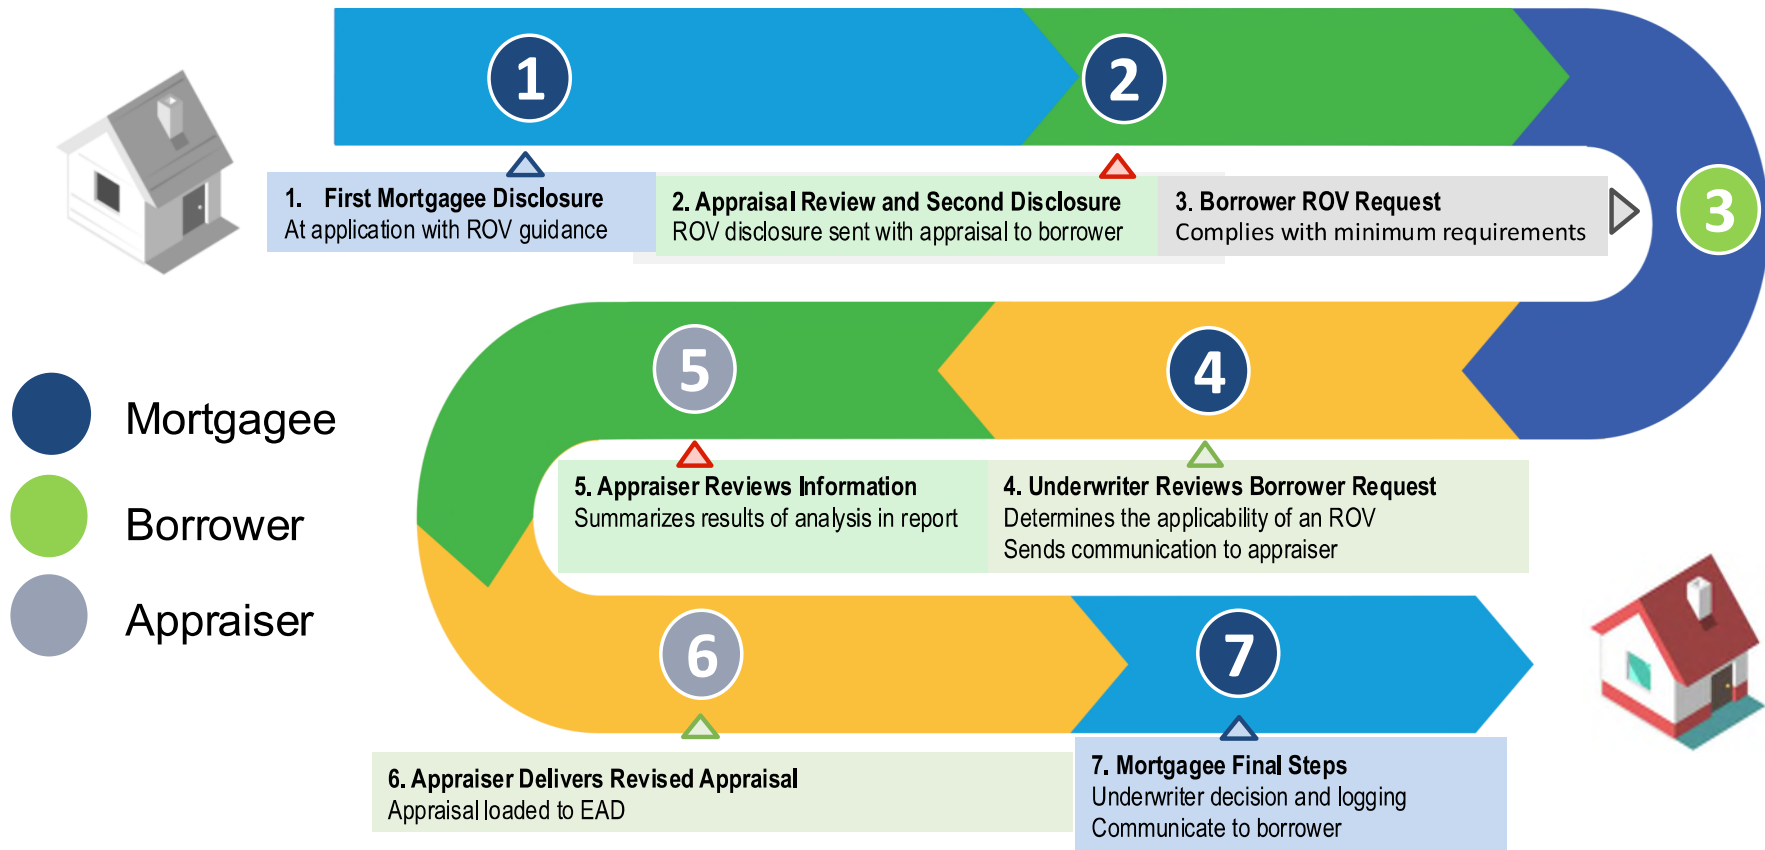 1
2
1. First Mortgagee Disclosure
At application with ROV guidance
2. Appraisal Review and Second Disclosure
ROV disclosure sent with appraisal to borrower
3. Borrower ROV Request
Complies with minimum requirements
3
5
4
Mortgagee
Borrower
Appraiser
5. Appraiser Reviews Information
Summarizes results of analysis in report
4. Underwriter Reviews Borrower Request
Determines the applicability of an ROV
Sends communication to appraiser
6
7
6. Appraiser Delivers Revised Appraisal
Appraisal loaded to EAD
7. Mortgagee Final Steps
Underwriter decision and logging
Communicate to borrower